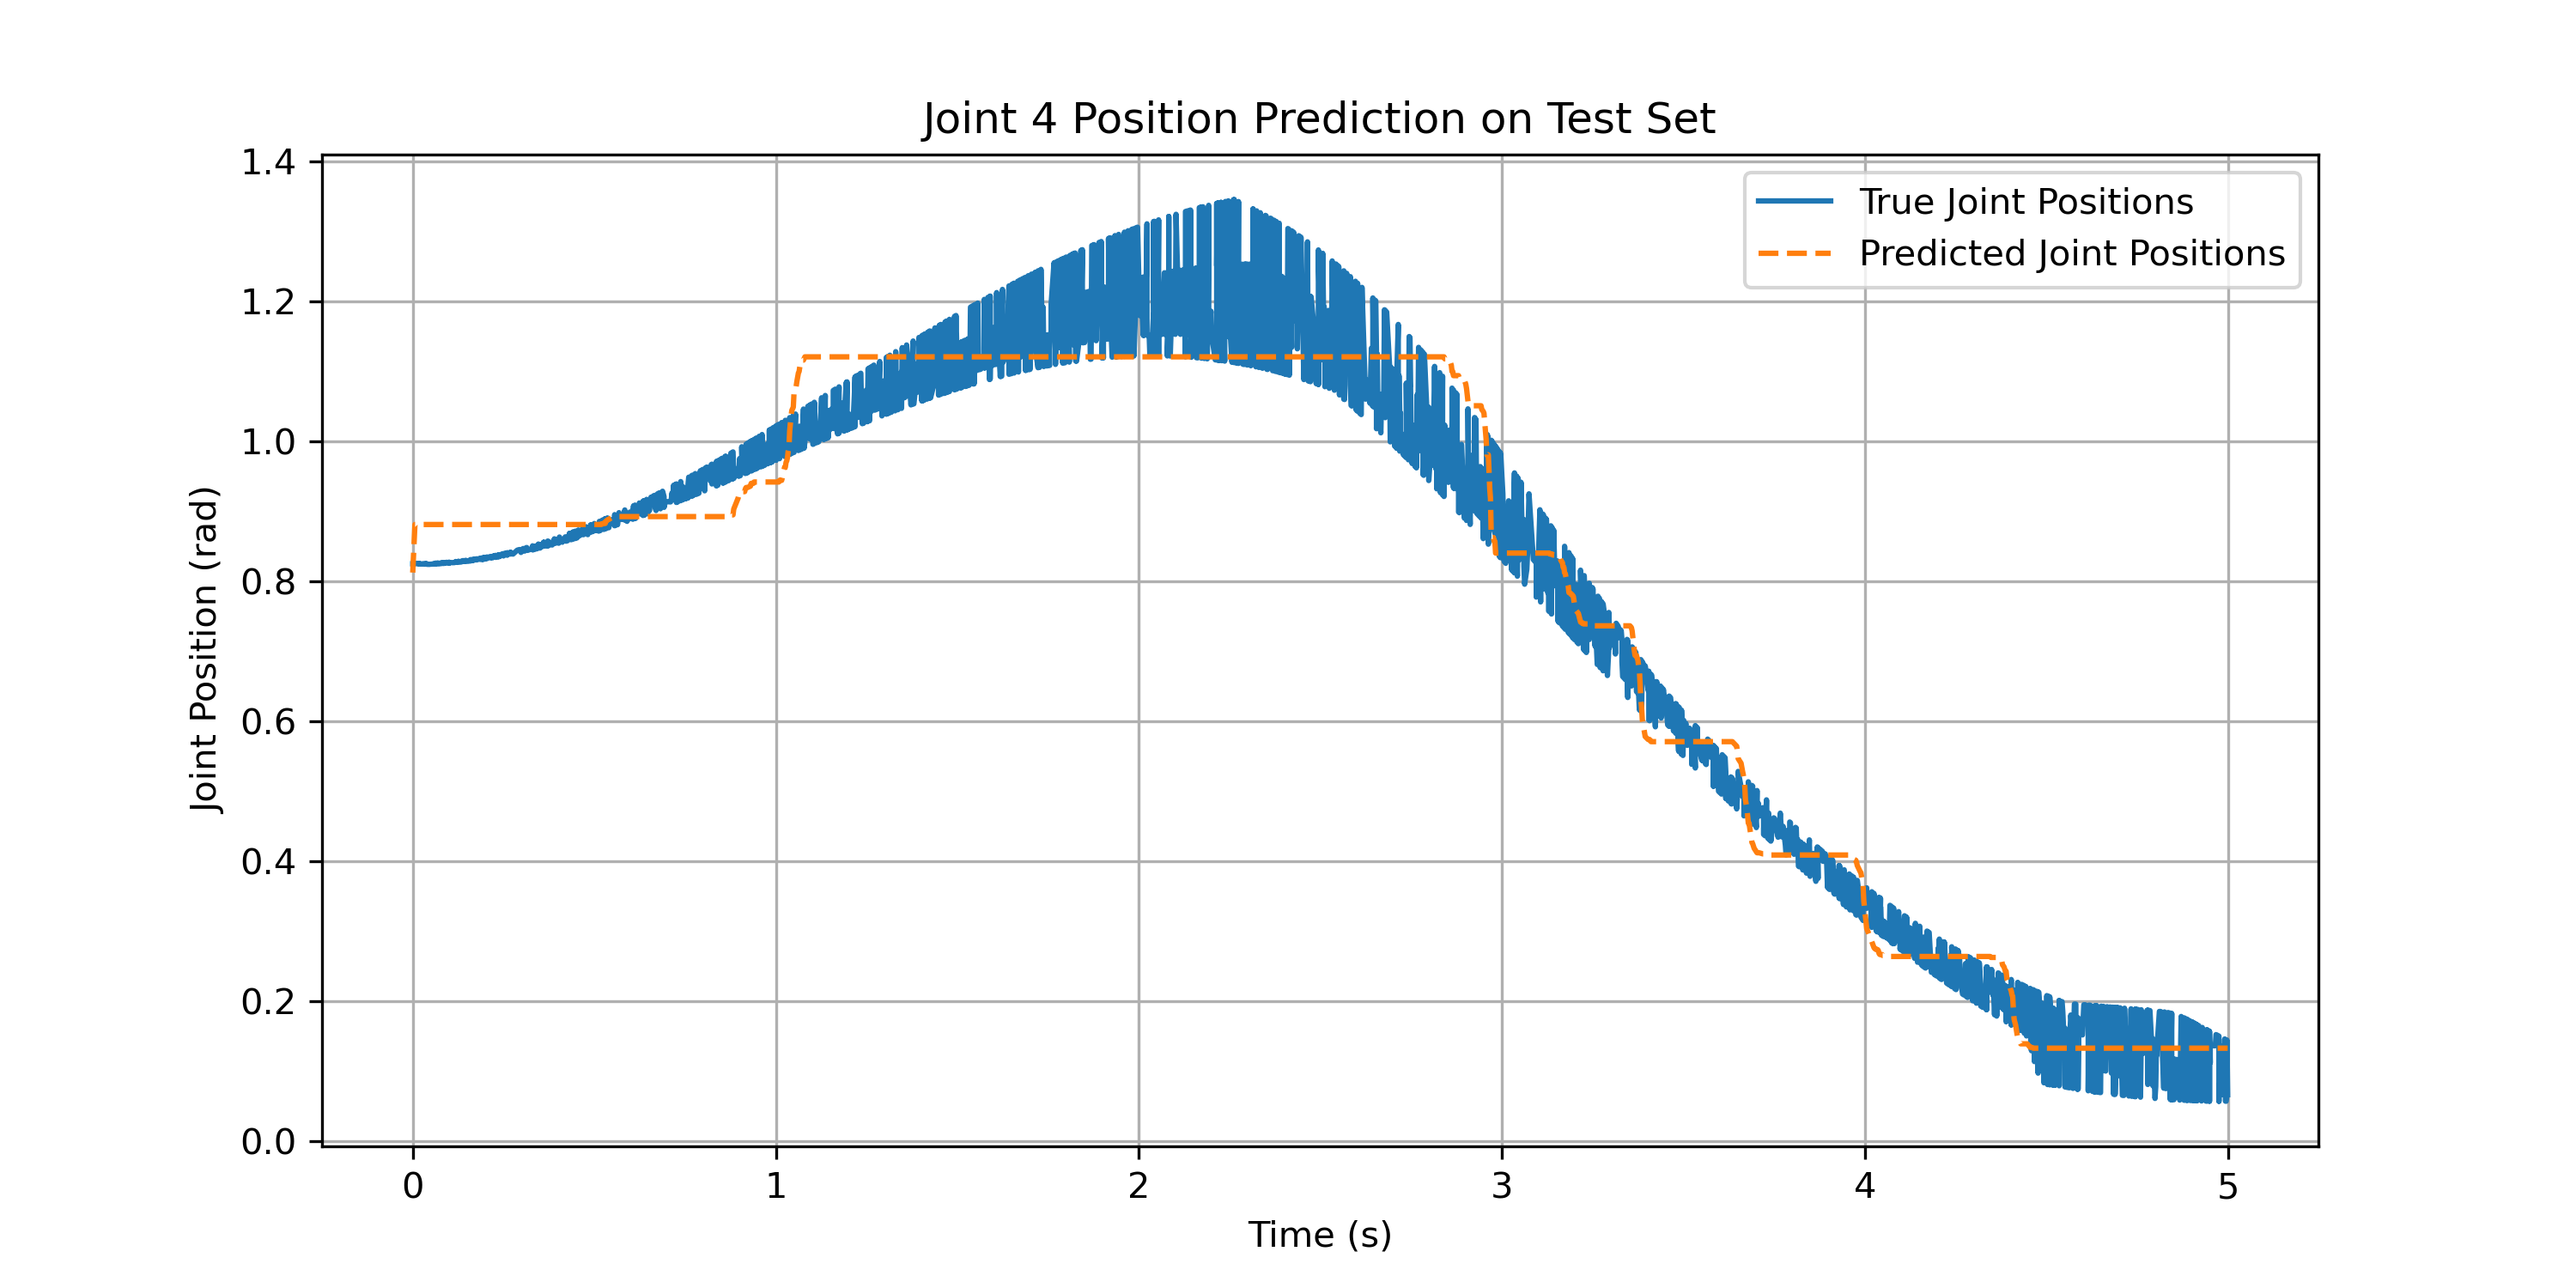 Joint 4 Position Prediction on Test Set
True Joint Positions
Predicted Joint Positions
Joint Position (rad)
1.4
1.2
1.0
0.8
0.6
0.4
0.2
0.0
0 1 2 3 4 5
Time (s)